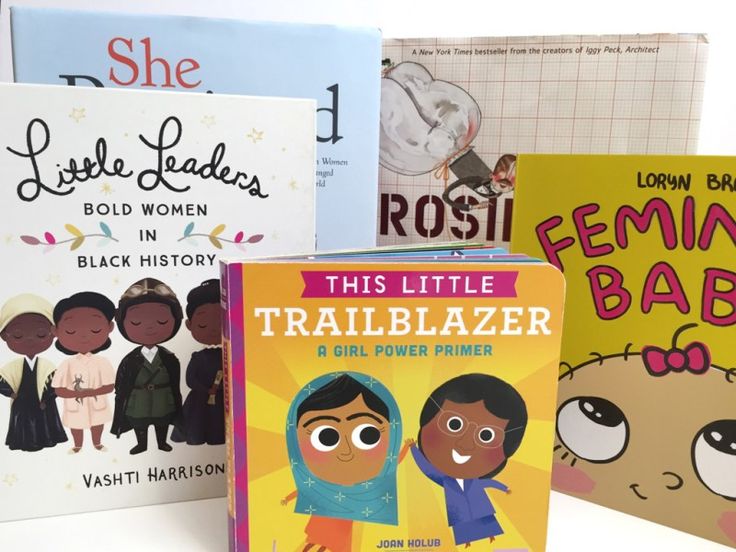 She
Women
A New York Times bestseller from the creators of Iggy Peck, Architect
ROSI
Little Leaders
BOLD WOMEN
IN
BLACK HISTORY
VASHTI HARRISON
LORYN BR
FEMIN
BAB
THIS LITTLE
TRAILBLAZER
A GIRL POWER PRIMER
JOAN HOLUB